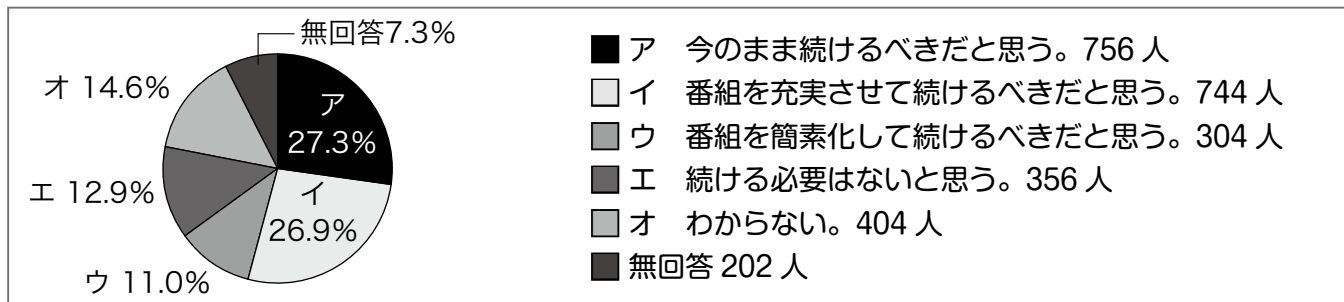 無回答7.3%
ア 27.3%
イ 26.9%
ウ 11.0%
エ 12.9%
オ 14.6%
ア 今のまま続けるべきだと思う。756 人
イ 番組を充実させて続けるべきだと思う。744 人
ウ 番組を簡素化して続けるべきだと思う。304 人
エ 続ける必要はないと思う。356 人
オ わからない。404 人
無回答 202 人